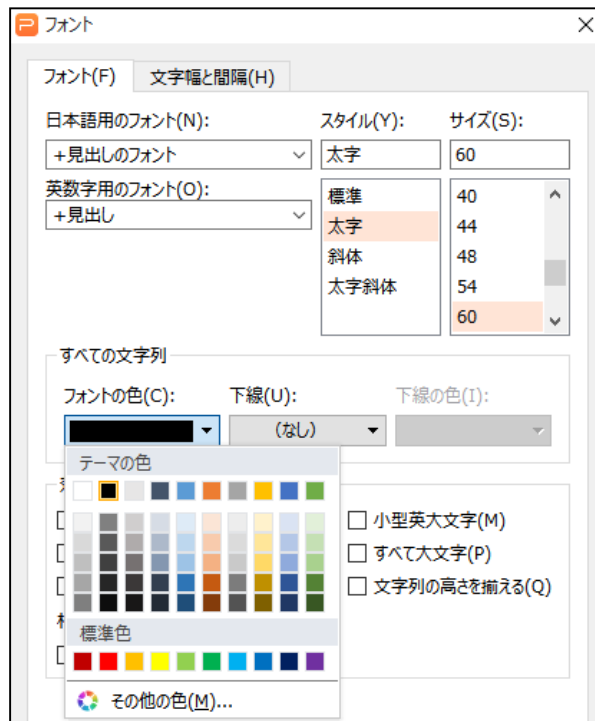 フォント
フォント(F) 文字幅と間隔(H)
日本語用のフォント(N): スタイル(Y): サイズ(S):
+見出しのフォント 太字 60
英数字用のフォント(O):
+見出し
標準 40
太字 44
斜体 48
太字斜体 54
60
すべての文字列
フォントの色(C): 下線(U): 下線の色(I):
(なし)
テーマの色
小型英大文字(M)
すべて大文字(P)
文字列の高さを揃える(Q)
標準色
その他の色(M)...